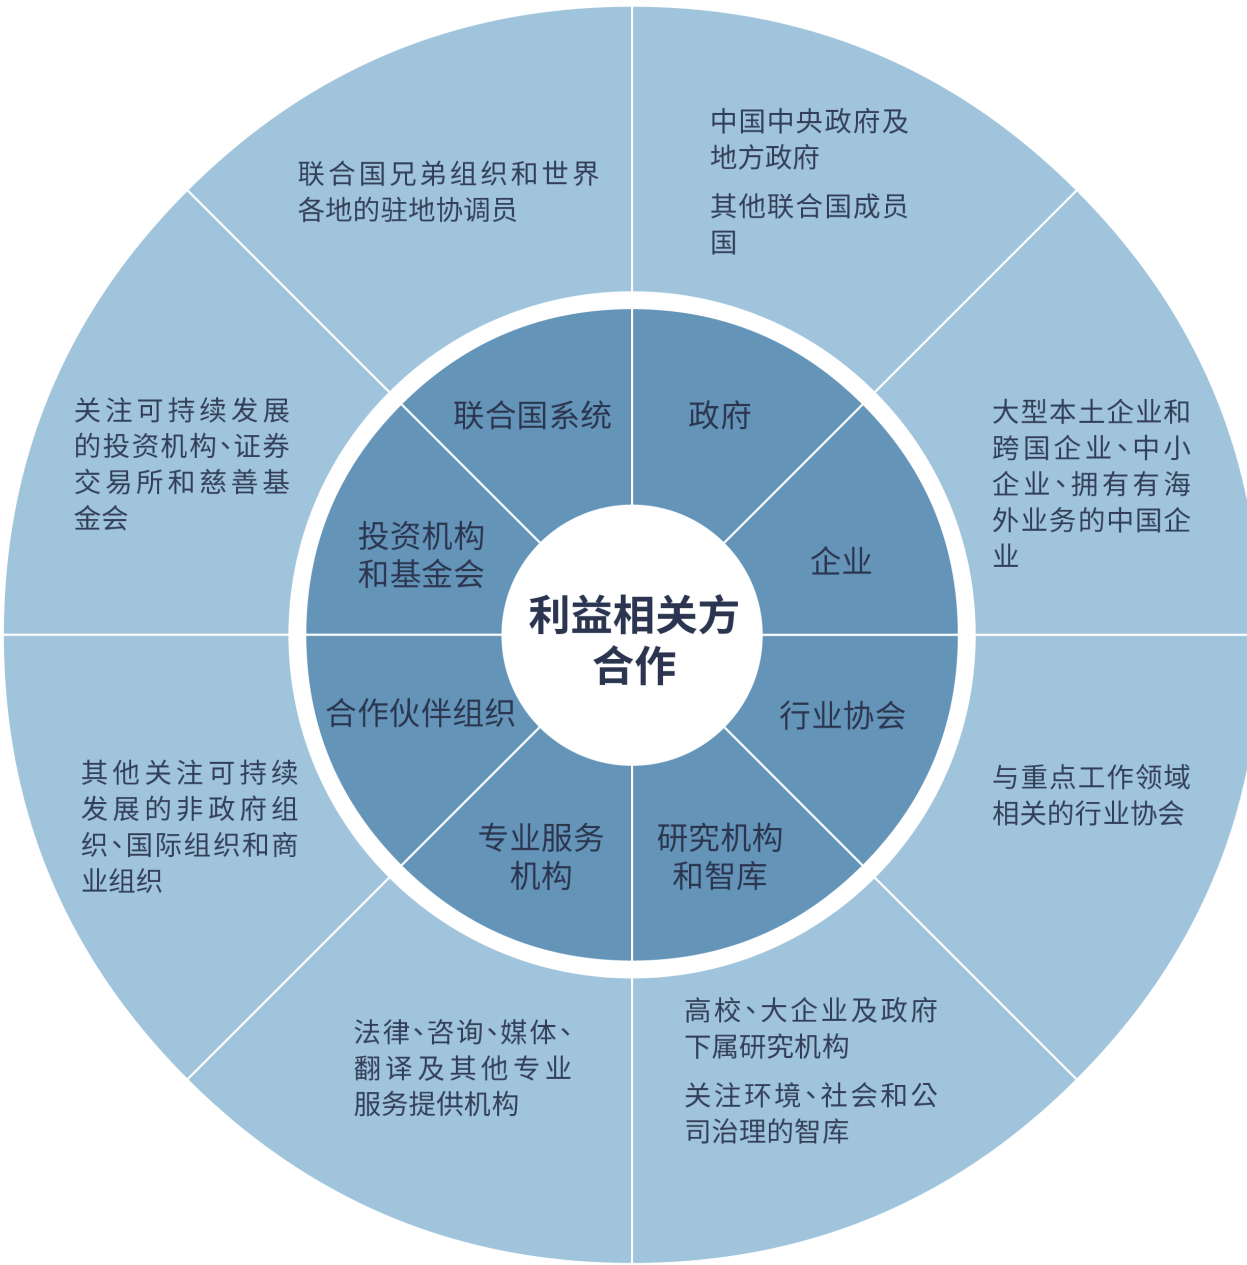 利益相关方
合作
政府
中国中央政府及
地方政府
其他联合国成员
国
企业
大型本土企业和
跨国企业、中小
企业、拥有有海
外业务的中国企
业
行业协会
与重点工作领域
相关的行业协会
研究机构
和智库
高校、大企业及政府
下属研究机构
关注环境、社会和公
司治理的智库
专业服务
机构
法律、咨询、媒体、
翻译及其他专业
服务提供机构
合作伙伴组织
其他关注可持续
发展的非政府组
织、国际组织和商
业组织
投资机构
和基金会
关注可持续发展
的投资机构、证券
交易所和慈善基
金会
联合国系统
联合国兄弟组织和世界
各地的驻地协调员